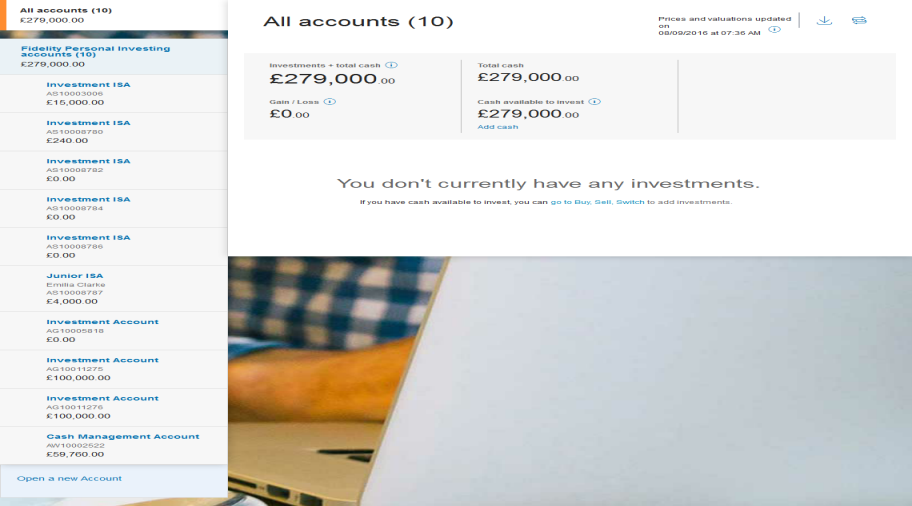 All accounts (10)
£279,000.00
Fidelity Personal Investing
accounts (10)
£279,000.00
Investment ISA
AS10003006
£15,000.00
Investment ISA
AS10008780
£240.00
Investment ISA
AS10008782
£0.00
Investment ISA
AS10008784
£0.00
Investment ISA
AS10008786
£0.00
Junior ISA
Emilia Clarke
AS10008787
£4,000.00
Investment Account
AG10005818
£0.00
Investment Account
AG10011275
£100,000.00
Investment Account
AG10011276
£100,000.00
Cash Management Account
AW10002522
£59,760.00
Open a new Account
All accounts (10)
Prices and valuations updated
on
08/09/2016 at 07:35 AM
Investments + total cash
£279,000.00
Gain / Loss
£0.00
Total cash
£279,000.00
Cash available to invest
£279,000.00
Add cash
You don't currently have any investments.
If you have cash available to invest, you can go to Buy, Sell, Switch to add investments.